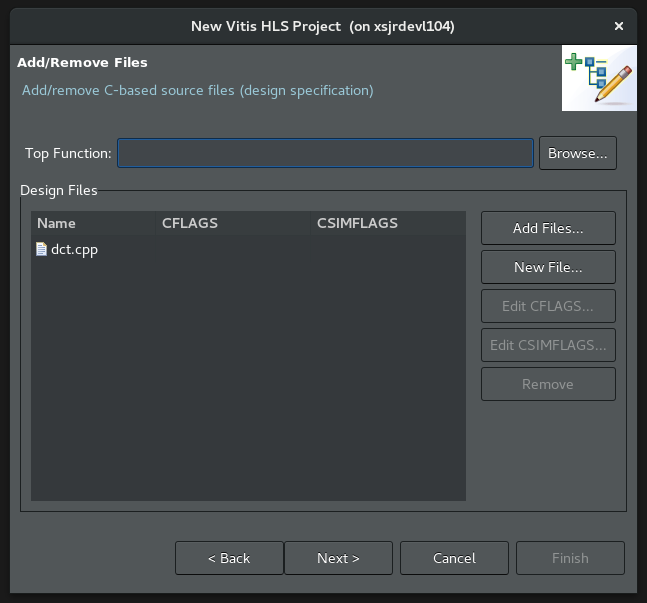 New Vitis HLS Project (on xsjrdevl104)
Add/Remove Files
Add/remove C-based source files (design specification)
Top Function:
Browse...
Design Files
Name CFLAGS CSIMFLAGS
dct.cpp
Add Files...
New File...
Edit CFLAGS...
Edit CSIMFLAGS...
Remove
< Back Next > Cancel Finish